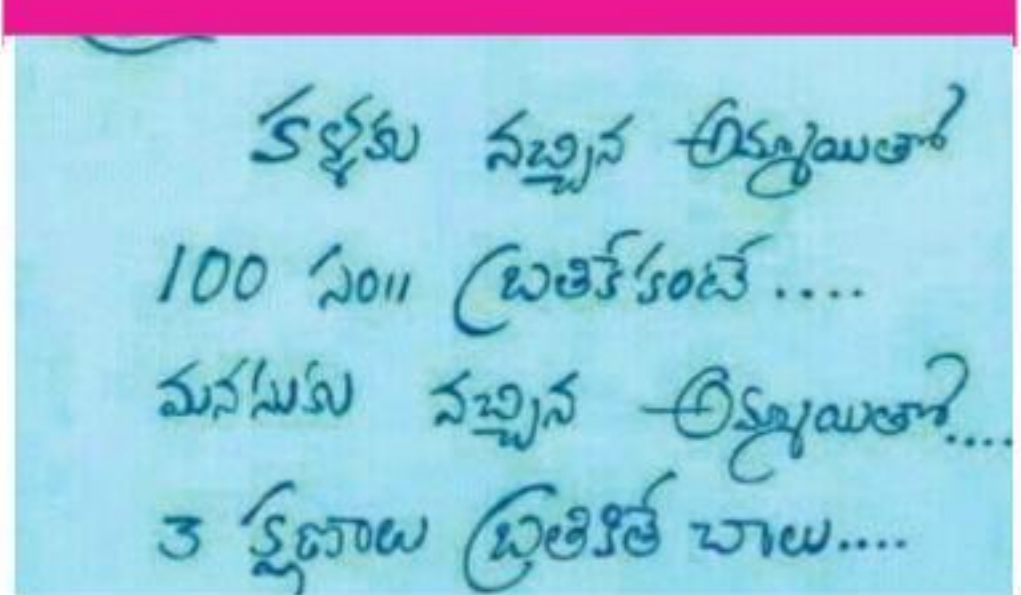 కళ్ళకు నచ్చిన అమ్మాయితో
100 సం॥ బ్రతికేకంటే ....
మనసుకు నచ్చిన అమ్మాయితో....
3 క్షణాలు బ్రతికితే చాలు....